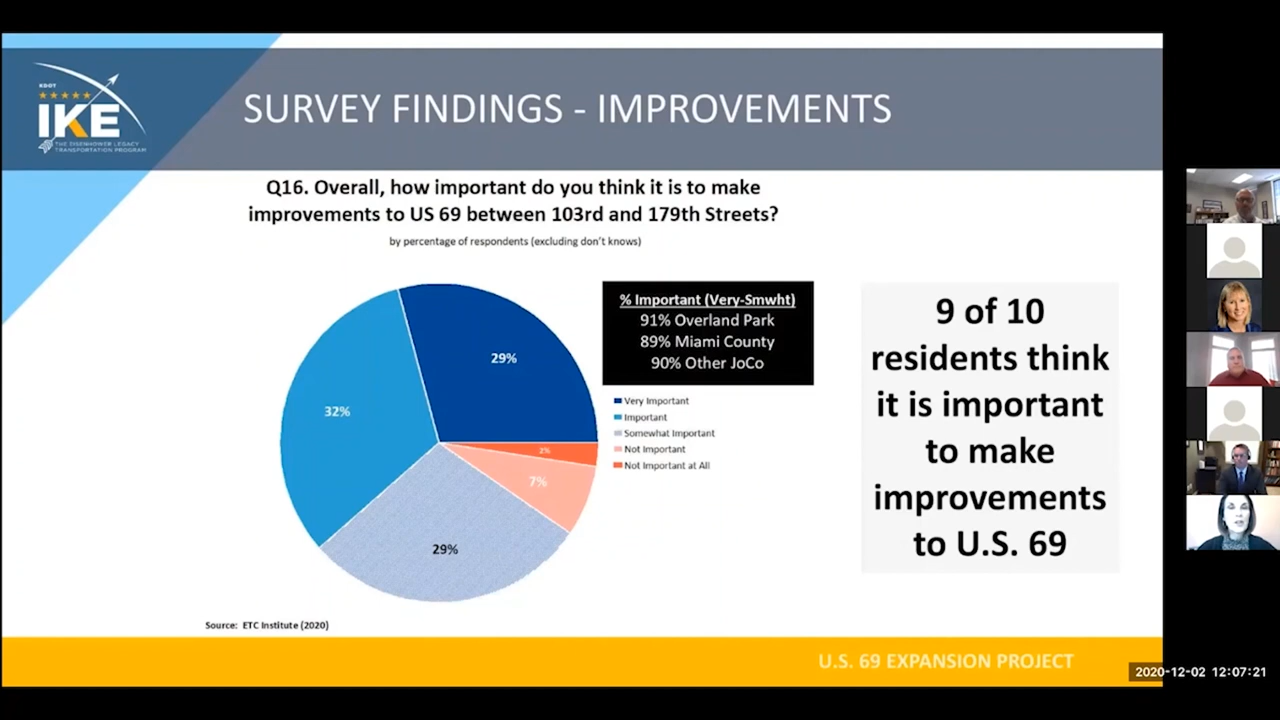 KDOT
IKE
THE EISENHOWER LEGACY
TRANSPORTATION PROGRAM
SURVEY FINDINGS - IMPROVEMENTS
Q16. Overall, how important do you think it is to make
improvements to US 69 between 103rd and 179th Streets?
by percentage of respondents (excluding don't knows)
29%
32%
2%
7%
29%
% Important (Very-Smwht)
91% Overland Park
89% Miami County
90% Other JoCo
Very Important
Important
Somewhat Important
Not Important
Not Important at All
9 of 10
residents think
it is important
to make
improvements
to U.S. 69
Source: ETC Institute (2020)
U.S. 69 EXPANSION PROJECT
2020-12-02 12:07:21